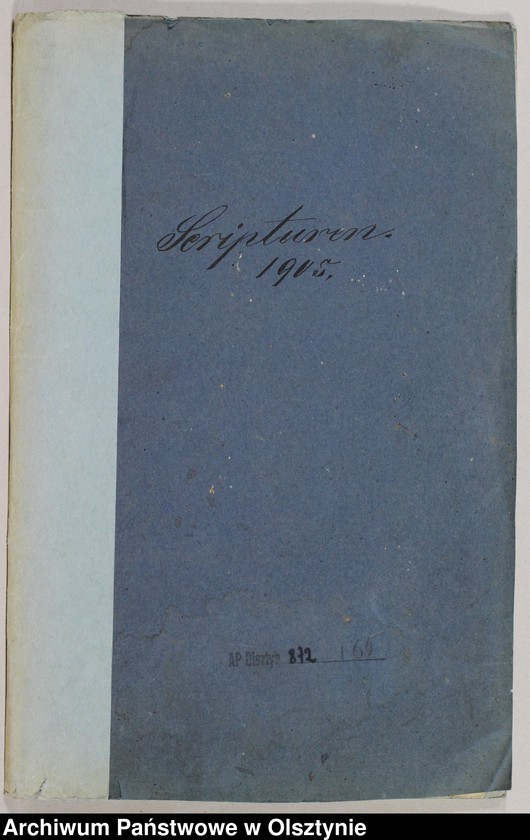 Scripturen.
1905.
AP Olsztyn 872 165
Archiwum Państwowe w Olsztynie